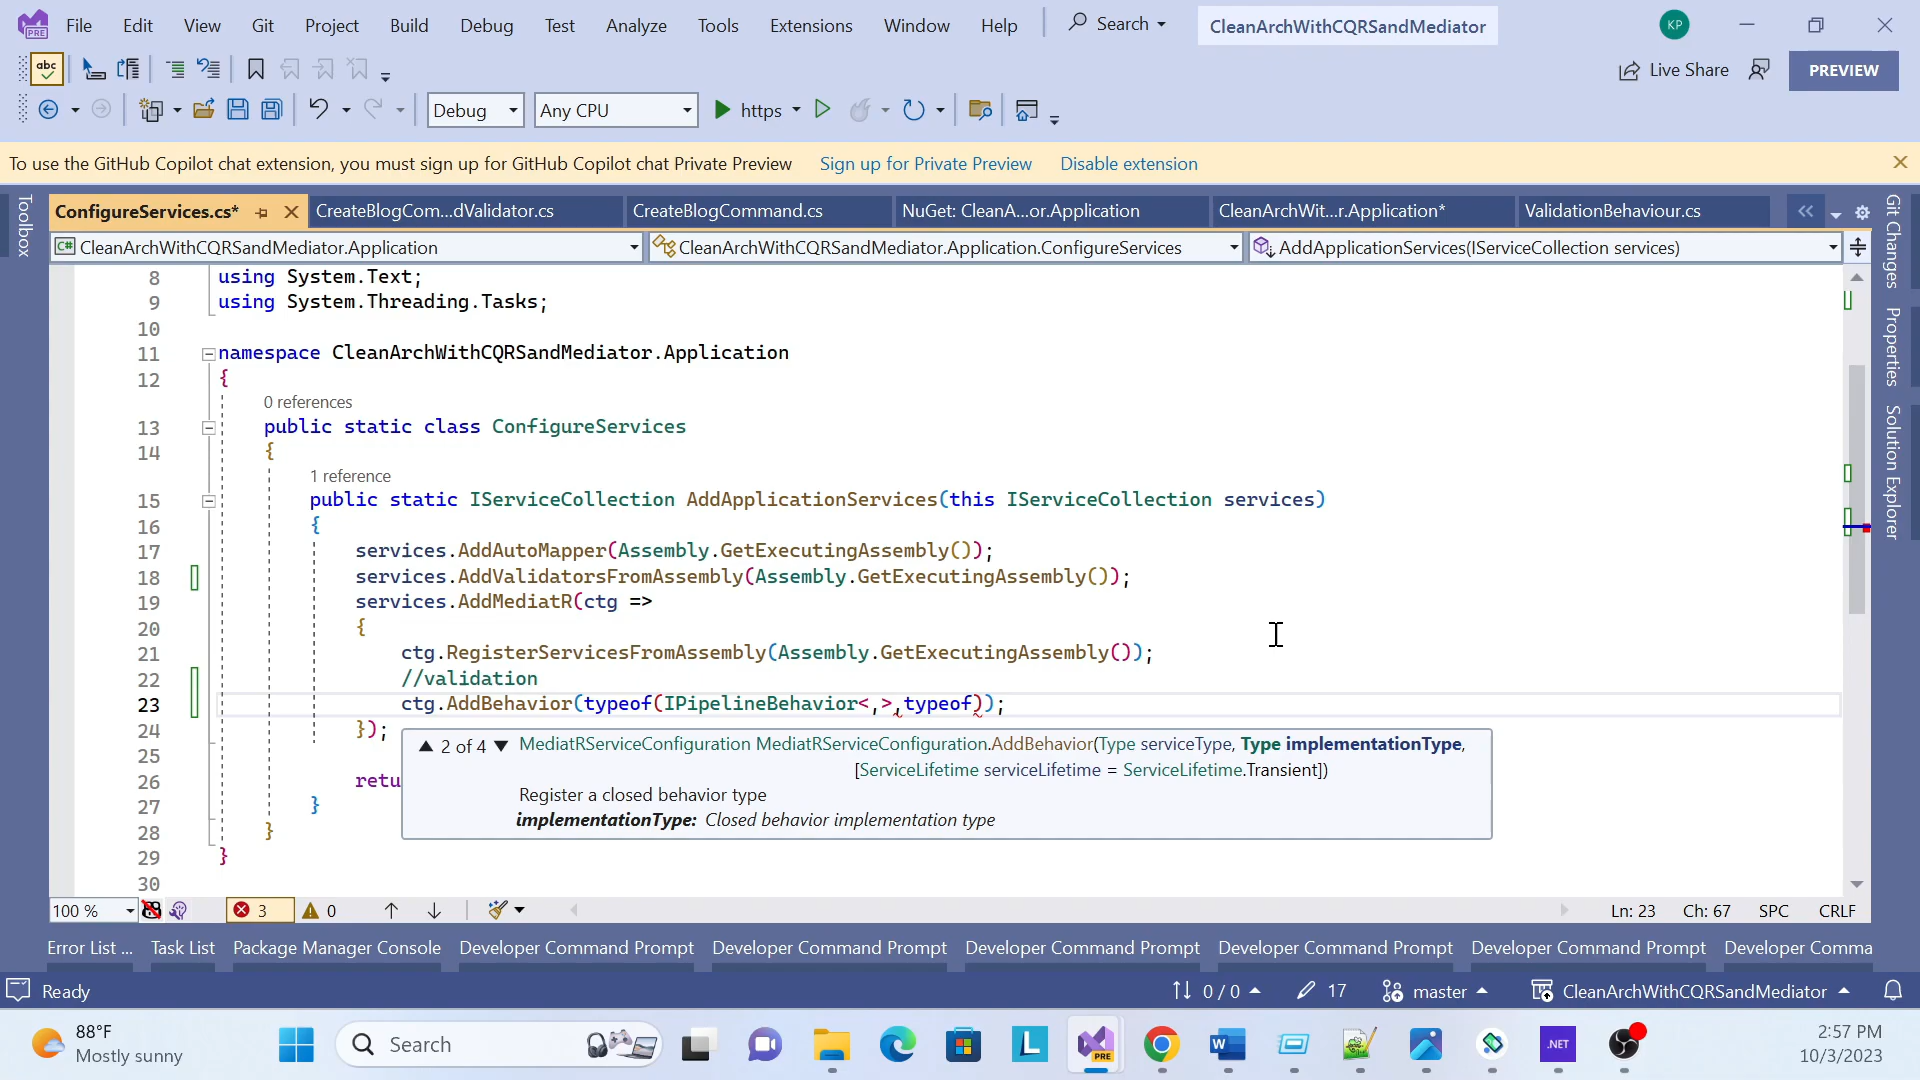 File Edit View Git Project Build Debug Test Analyze Tools Extensions Window Help Search CleanArchWithCQRSandMediator KP
abc Live Share PREVIEW
Debug Any CPU https
To use the GitHub Copilot chat extension, you must sign up for GitHub Copilot chat Private Preview Sign up for Private Preview Disable extension
ConfigureServices.cs* CreateBlogCom...dValidator.cs CreateBlogCommand.cs NuGet: CleanA...or.Application CleanArchWit...r.Application* ValidationBehaviour.cs
CleanArchWithCQRSandMediator.Application CleanArchWithCQRSandMediator.Application.ConfigureServices AddApplicationServices(IServiceCollection services)
Toolbox
Git Changes
Properties
Solution Explorer
8 using System.Text;
9 using System.Threading.Tasks;
10
11 namespace CleanArchWithCQRSandMediator.Application
12 {
0 references
13 public static class ConfigureServices
14 {
1 reference
15 public static IServiceCollection AddApplicationServices(this IServiceCollection services)
16 {
17 services.AddAutoMapper(Assembly.GetExecutingAssembly());
18 services.AddValidatorsFromAssembly(Assembly.GetExecutingAssembly());
19 services.AddMediatR(ctg =>
20 {
21 ctg.RegisterServicesFromAssembly(Assembly.GetExecutingAssembly());
22 //validation
23 ctg.AddBehavior(typeof(IPipelineBehavior<,>,typeof));
24 });
25
26 retu
27 }
28 }
29 }
30
2 of 4 MediatRServiceConfiguration MediatRServiceConfiguration.AddBehavior(Type serviceType, Type implementationType,
[ServiceLifetime serviceLifetime = ServiceLifetime.Transient])
Register a closed behavior type
implementationType: Closed behavior implementation type
100 % 3 0 Ln: 23 Ch: 67 SPC CRLF
Error List ... Task List Package Manager Console Developer Command Prompt Developer Command Prompt Developer Command Prompt Developer Command Prompt Developer Command Prompt Developer Comma
Ready 0 / 0 17 master CleanArchWithCQRSandMediator
88°F
Mostly sunny
Search
PRE
.NET
2:57 PM
10/3/2023